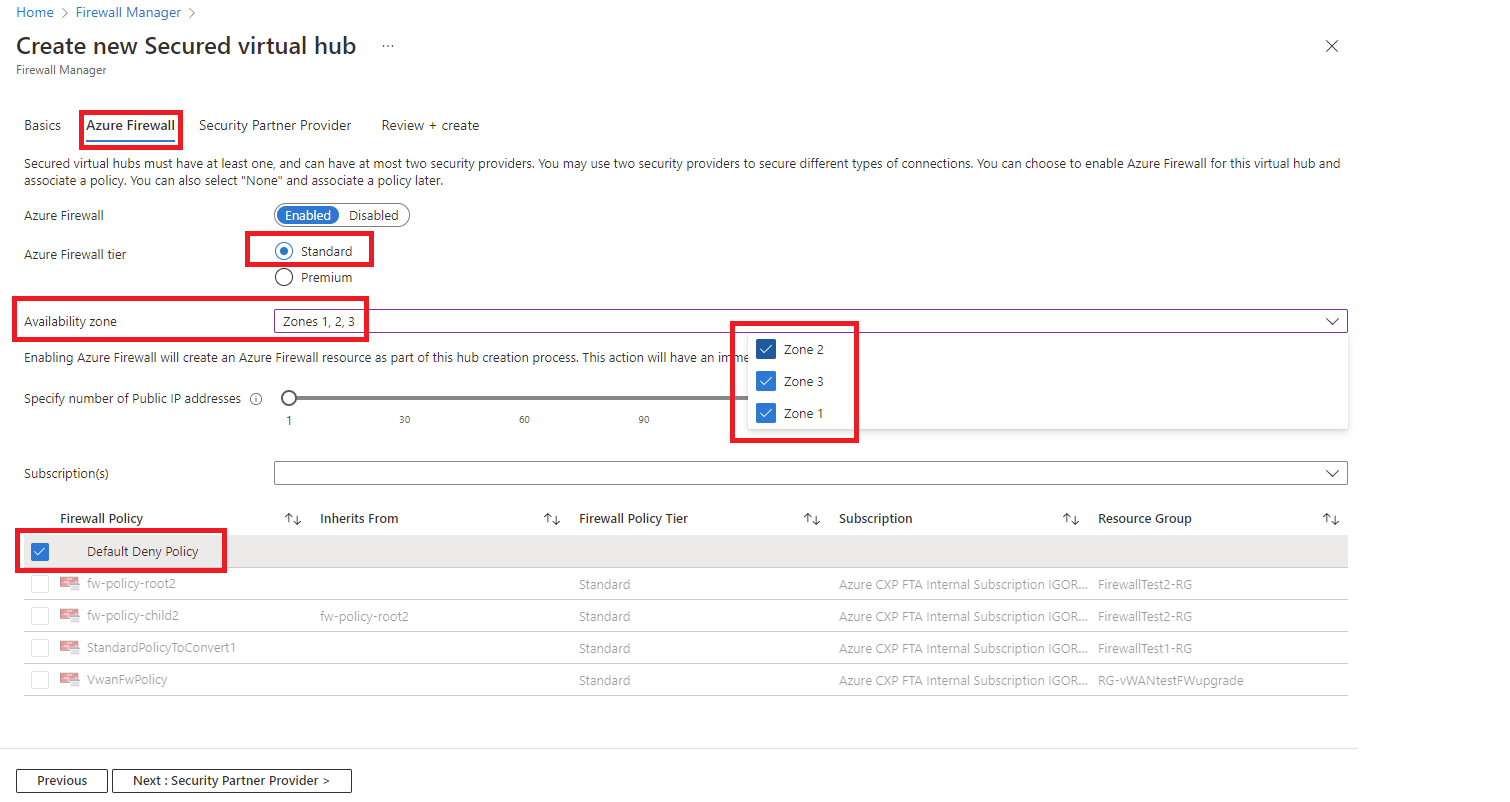 Home > Firewall Manager >
Create new Secured virtual hub ...
Firewall Manager
Basics Azure Firewall Security Partner Provider Review + create
Secured virtual hubs must have at least one, and can have at most two security providers. You may use two security providers to secure different types of connections. You can choose to enable Azure Firewall for this virtual hub and
associate a policy. You can also select "None" and associate a policy later.
Azure Firewall Enabled Disabled
Azure Firewall tier Standard
Premium
Availability zone Zones 1, 2, 3
Zone 2
Enabling Azure Firewall will create an Azure Firewall resource as part of this hub creation process. This action will have an imme
Zone 3
Specify number of Public IP addresses
Zone 1
1 30 60 90
Subscription(s)
Firewall Policy Inherits From Firewall Policy Tier Subscription Resource Group
Default Deny Policy
fw-policy-root2 Standard Azure CXP FTA Internal Subscription IGOR... FirewallTest2-RG
fw-policy-child2 fw-policy-root2 Standard Azure CXP FTA Internal Subscription IGOR... FirewallTest2-RG
StandardPolicyToConvert1 Standard Azure CXP FTA Internal Subscription IGOR... FirewallTest1-RG
VwanFwPolicy Standard Azure CXP FTA Internal Subscription IGOR... RG-vWANtestFWupgrade
Previous Next : Security Partner Provider >